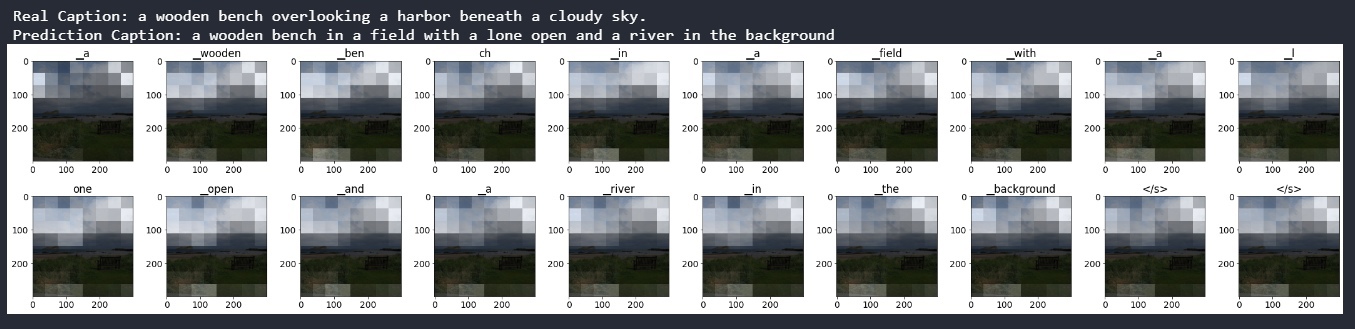 Real Caption: a wooden bench overlooking a harbor beneath a cloudy sky.
Prediction Caption: a wooden bench in a field with a lone open and a river in the background
_a _wooden _ben ch _in _a _field _with _a _l
0 0 0 0 0 0 0 0 0 0
100 100 100 100 100 100 100 100 100 100
200 200 200 200 200 200 200 200 200 200
0 100 200 0 100 200 0 100 200 0 100 200 0 100 200 0 100 200 0 100 200 0 100 200 0 100 200 0 100 200
one _open _and _a _river _in _the _background </s> </s>
0 0 0 0 0 0 0 0 0 0
100 100 100 100 100 100 100 100 100 100
200 200 200 200 200 200 200 200 200 200
0 100 200 0 100 200 0 100 200 0 100 200 0 100 200 0 100 200 0 100 200 0 100 200 0 100 200 0 100 200